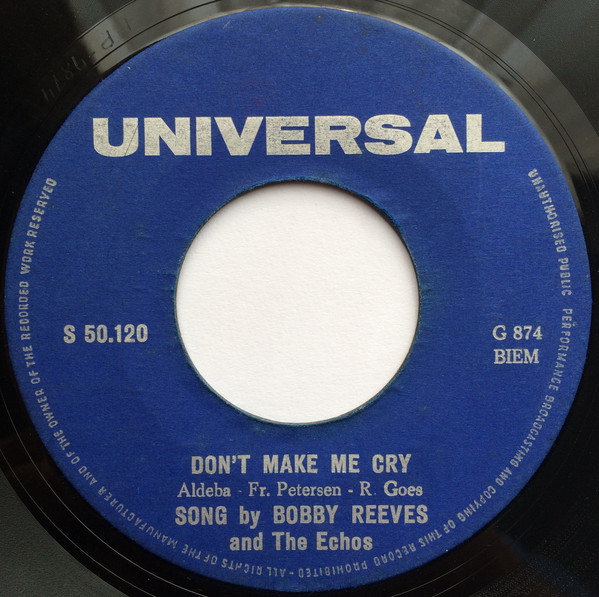 UNIVERSAL
S 50.120
G 874
BIEM
DON'T MAKE ME CRY
Aldeba - Fr. Petersen - R. Goes
SONG by BOBBY REEVES
and The Echos
ALL RIGHTS OF THE MANUFACTURER AND OF THE OWNER OF THE RECORDED WORK RESERVED
UNAUTHORISED PUBLIC PERFORMANCE BROADCASTING AND COPYING OF THIS RECORD PROHIBITED -